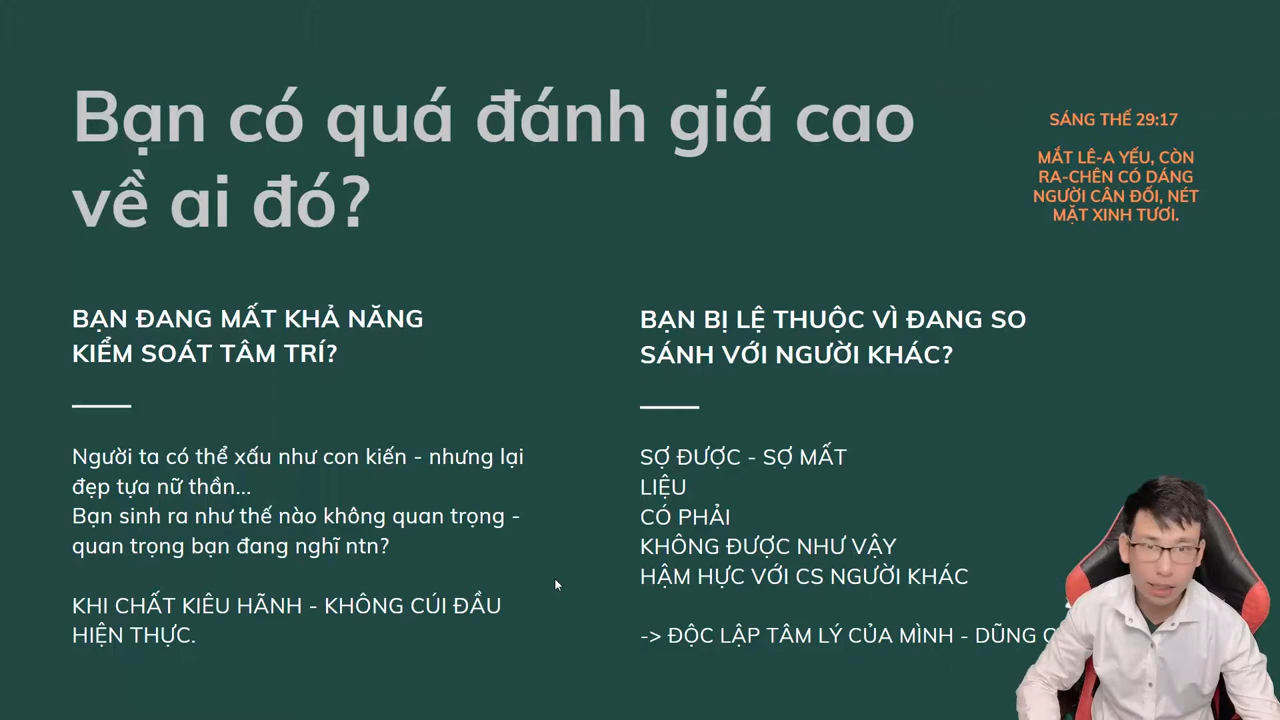 Bạn có quá đánh giá cao
về ai đó?
SÁNG THẾ 29:17
MẮT LÊ-A YẾU, CÒN
RA-CHÊN CÓ DÁNG
NGƯỜI CÂN ĐỐI, NÉT
MẶT XINH TƯƠI.
BẠN ĐANG MẤT KHẢ NĂNG
KIỂM SOÁT TÂM TRÍ?
Người ta có thể xấu như con kiến - nhưng lại
đẹp tựa nữ thần...
Bạn sinh ra như thế nào không quan trọng -
quan trọng bạn đang nghĩ ntn?
KHI CHẤT KIÊU HÃNH - KHÔNG CÚI ĐẦU
HIỆN THỰC.
BẠN BỊ LỆ THUỘC VÌ ĐANG SO
SÁNH VỚI NGƯỜI KHÁC?
SỢ ĐƯỢC - SỢ MẤT
LIỆU
CÓ PHẢI
KHÔNG ĐƯỢC NHƯ VẬY
HẬM HỰC VỚI CS NGƯỜI KHÁC
-> ĐỘC LẬP TÂM LÝ CỦA MÌNH - DŨNG